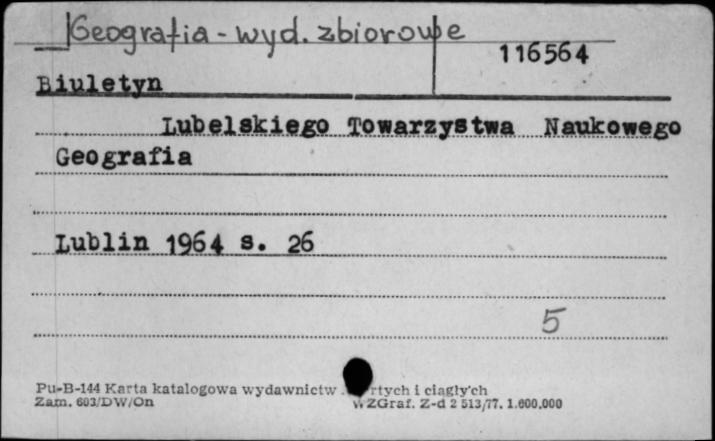 Geografia - wyd. zbiorowe
116564
Biuletyn
Lubelskiego Towarzystwa Naukowego
Geografia
Lublin 1964 s. 26
5
Pu-B-144 Karta katalogowa wydawnictw i ciągłych
Zam. 603/DW/On WZGraf. Z-d 2 513/77. 1.600.000